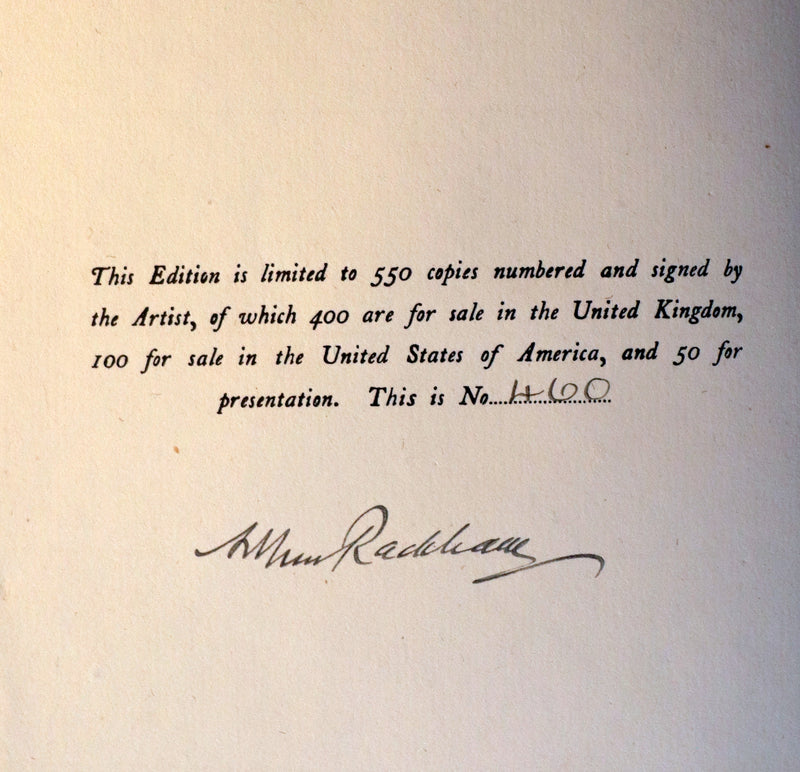 This Edition is limited to 550 copies numbered and signed by
the Artist, of which 400 are for sale in the United Kingdom,
100 for sale in the United States of America, and 50 for
presentation. This is No....460....
Arthur Rackham